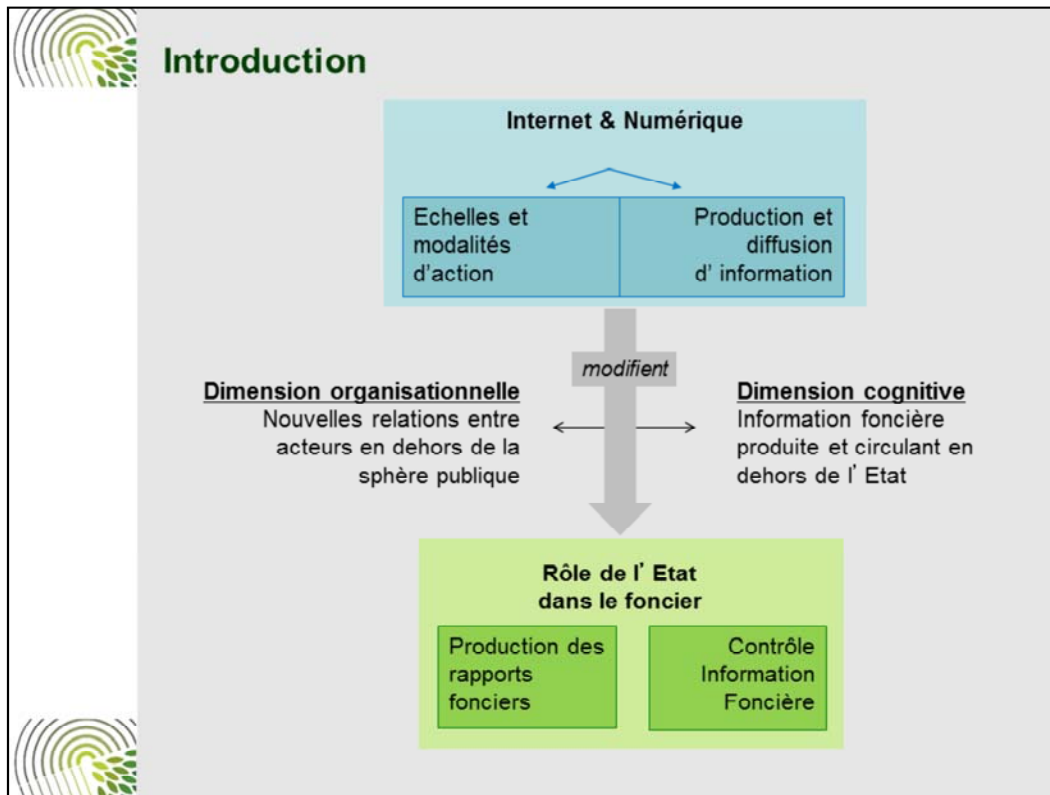 Introduction
Internet & Numérique
Echelles et
modalités
d'action
Production et
diffusion
d' information
modifient
Dimension organisationnelle
Nouvelles relations entre
acteurs en dehors de la
sphère publique
Dimension cognitive
Information foncière
produite et circulant en
dehors de l' Etat
Rôle de l' Etat
dans le foncier
Production des
rapports
fonciers
Contrôle
Information
Foncière